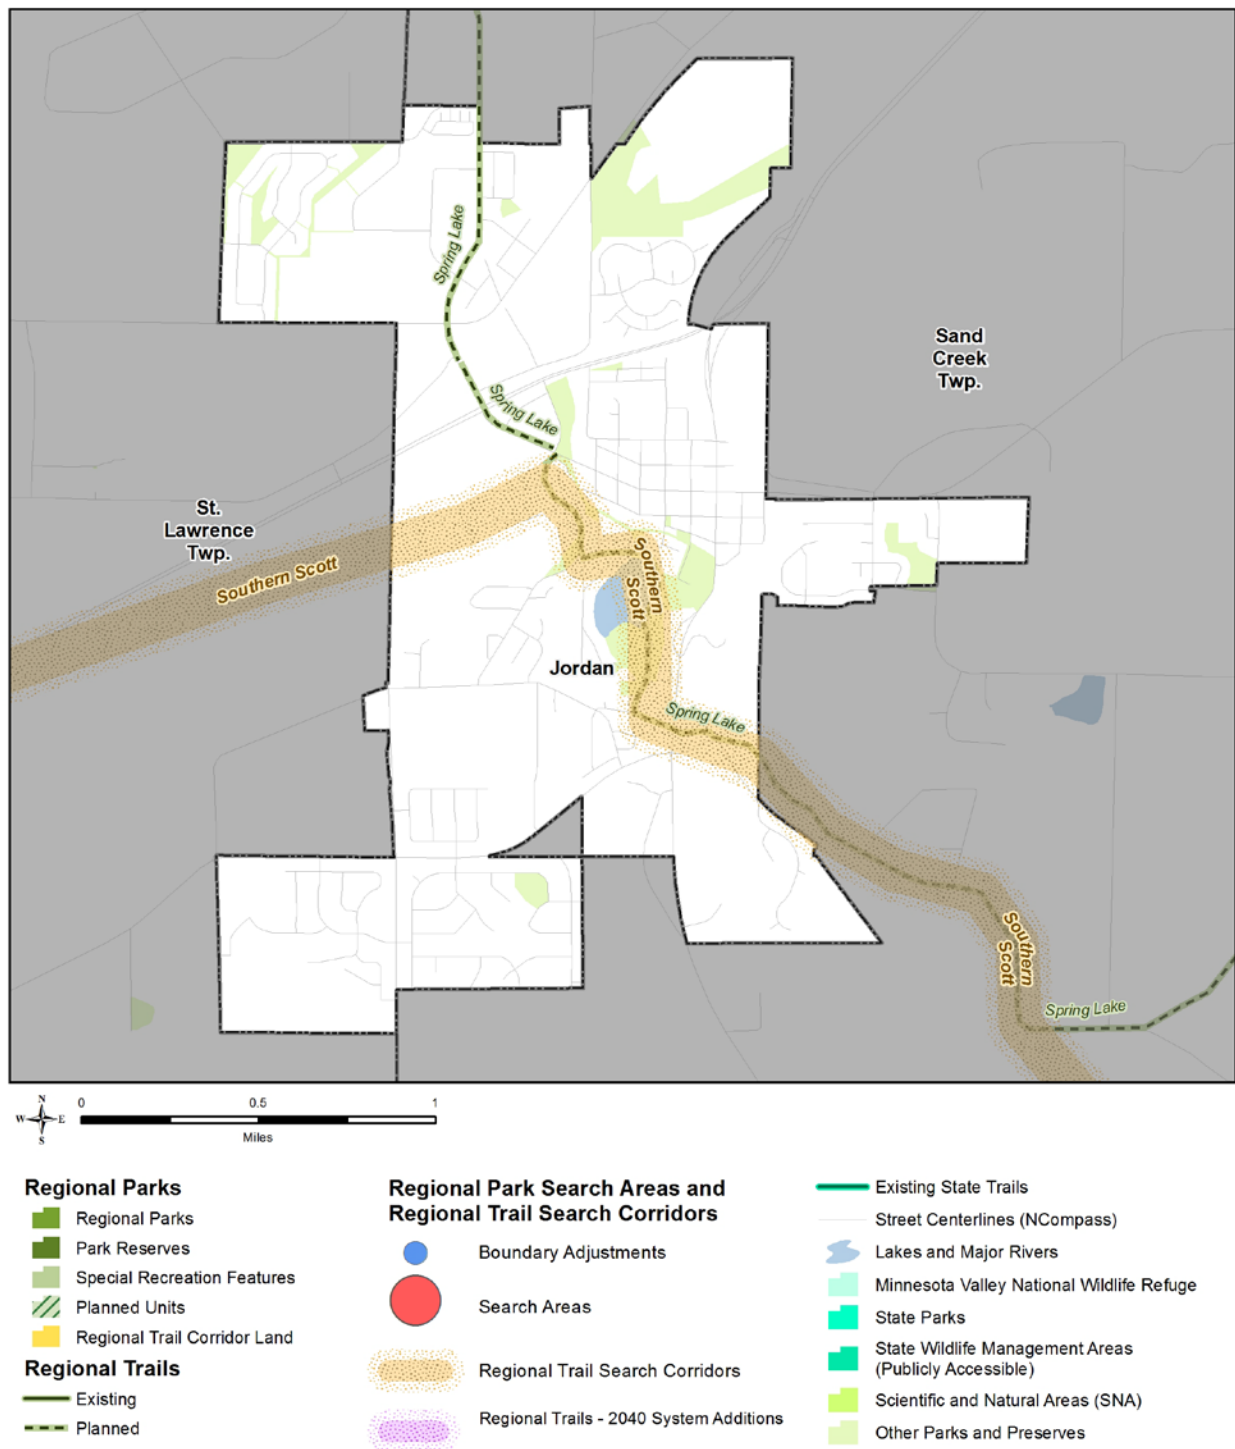 Spring Lake
Sand
Creek
Twp.
Spring Lake
St.
Lawrence
Twp.
Southern Scott
Southern
Scott
Jordan
Spring Lake
Southern
Scott
Spring Lake
N
W E
S
0 0.5 1
Miles
Regional Parks
Regional Parks
Park Reserves
Special Recreation Features
Planned Units
Regional Trail Corridor Land
Regional Trails
Existing
Planned
Regional Park Search Areas and
Regional Trail Search Corridors
Boundary Adjustments
Search Areas
Regional Trail Search Corridors
Regional Trails - 2040 System Additions
Existing State Trails
Street Centerlines (NCompass)
Lakes and Major Rivers
Minnesota Valley National Wildlife Refuge
State Parks
State Wildlife Management Areas
(Publicly Accessible)
Scientific and Natural Areas (SNA)
Other Parks and Preserves